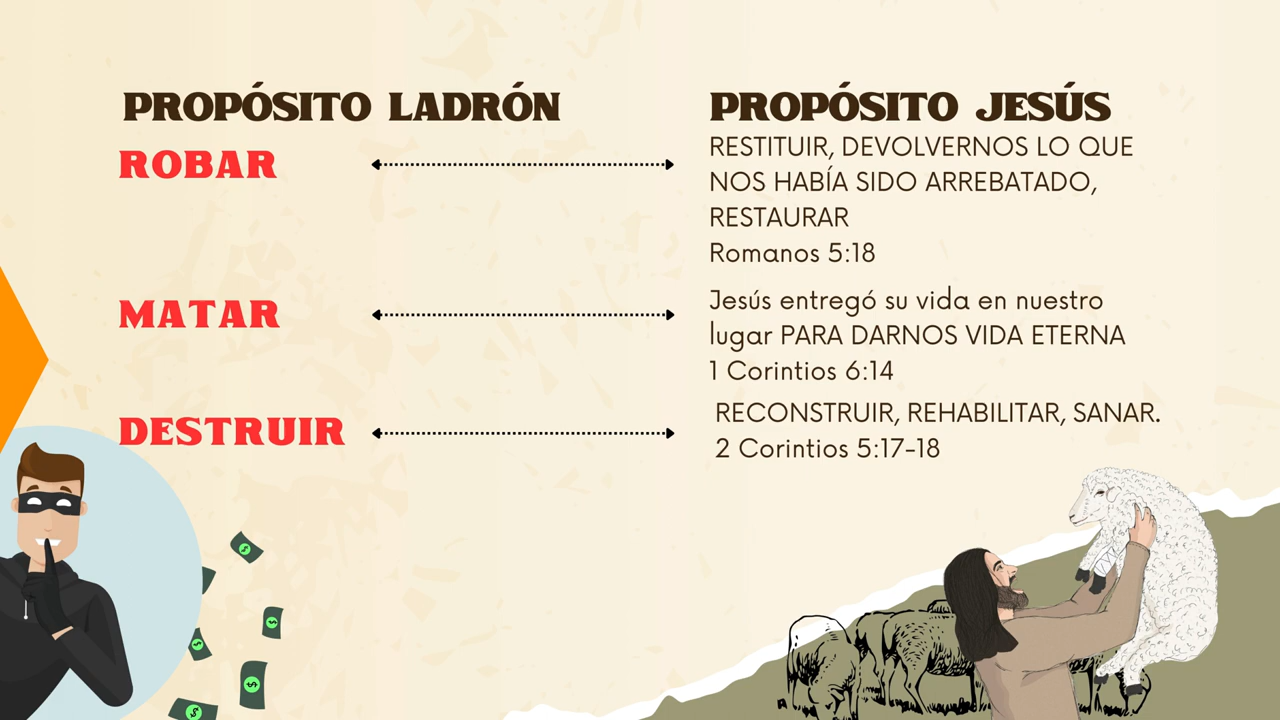 PROPÓSITO LADRÓN
PROPÓSITO JESÚS
ROBAR
RESTITUIR, DEVOLVERNOS LO QUE
NOS HABÍA SIDO ARREBATADO,
RESTAURAR
Romanos 5:18
MATAR
Jesús entregó su vida en nuestro
lugar PARA DARNOS VIDA ETERNA
1 Corintios 6:14
DESTRUIR
RECONSTRUIR, REHABILITAR, SANAR.
2 Corintios 5:17-18